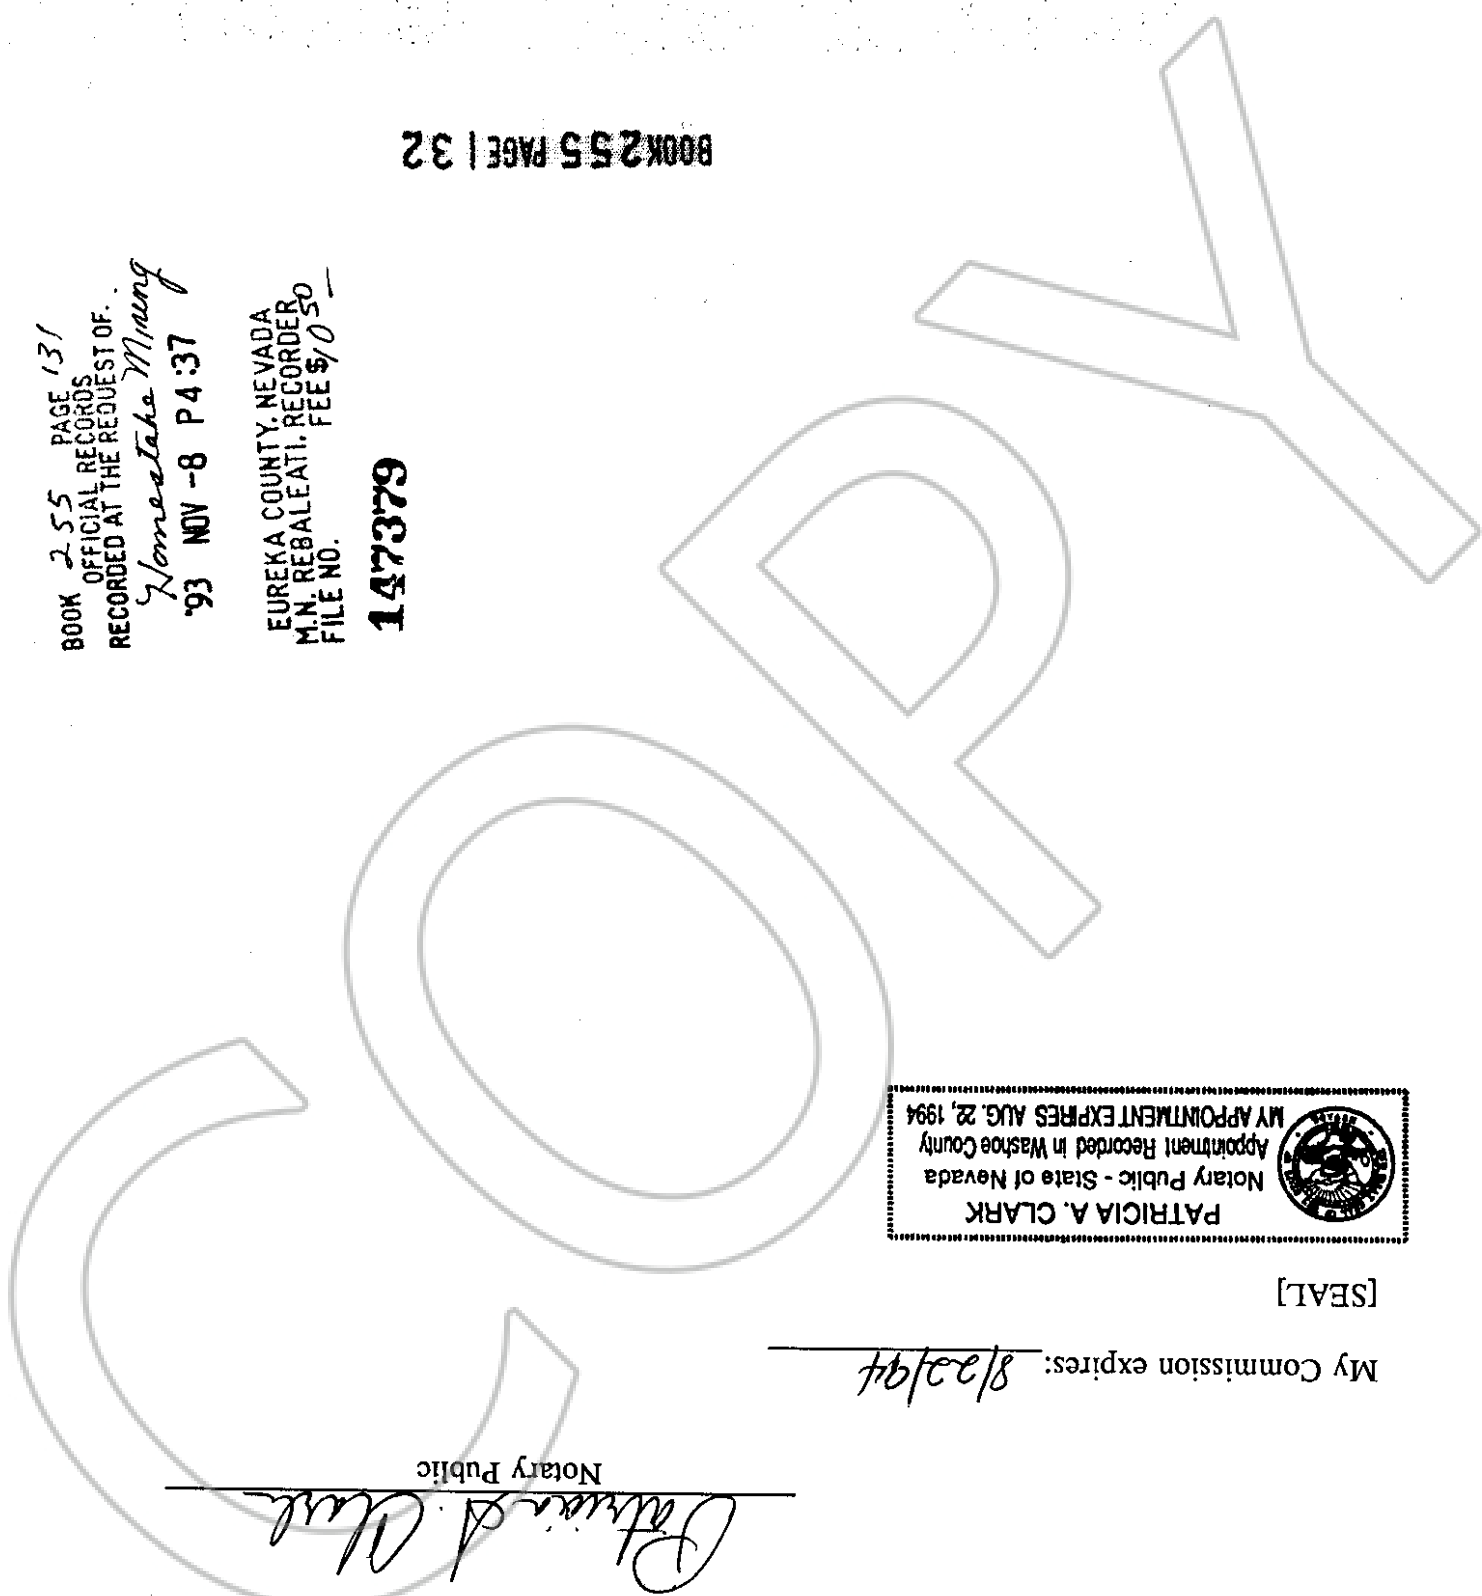 Patricia A. Clark
Notary Public
My Commission expires: 8/22/94
[SEAL]
PATRICIA A. CLARK
Notary Public - State of Nevada
Appointment Recorded in Washoe County
MY APPOINTMENT EXPIRES AUG. 22, 1994
BOOK 255 PAGE 131
OFFICIAL RECORDS
RECORDED AT THE REQUEST OF.
Homestake Mining
'93 NOV -8 P4:37
EUREKA COUNTY, NEVADA
M.N. REBALEATI, RECORDER
FILE NO. FEE $10 50
147379
BOOK 255 PAGE 132
COPY